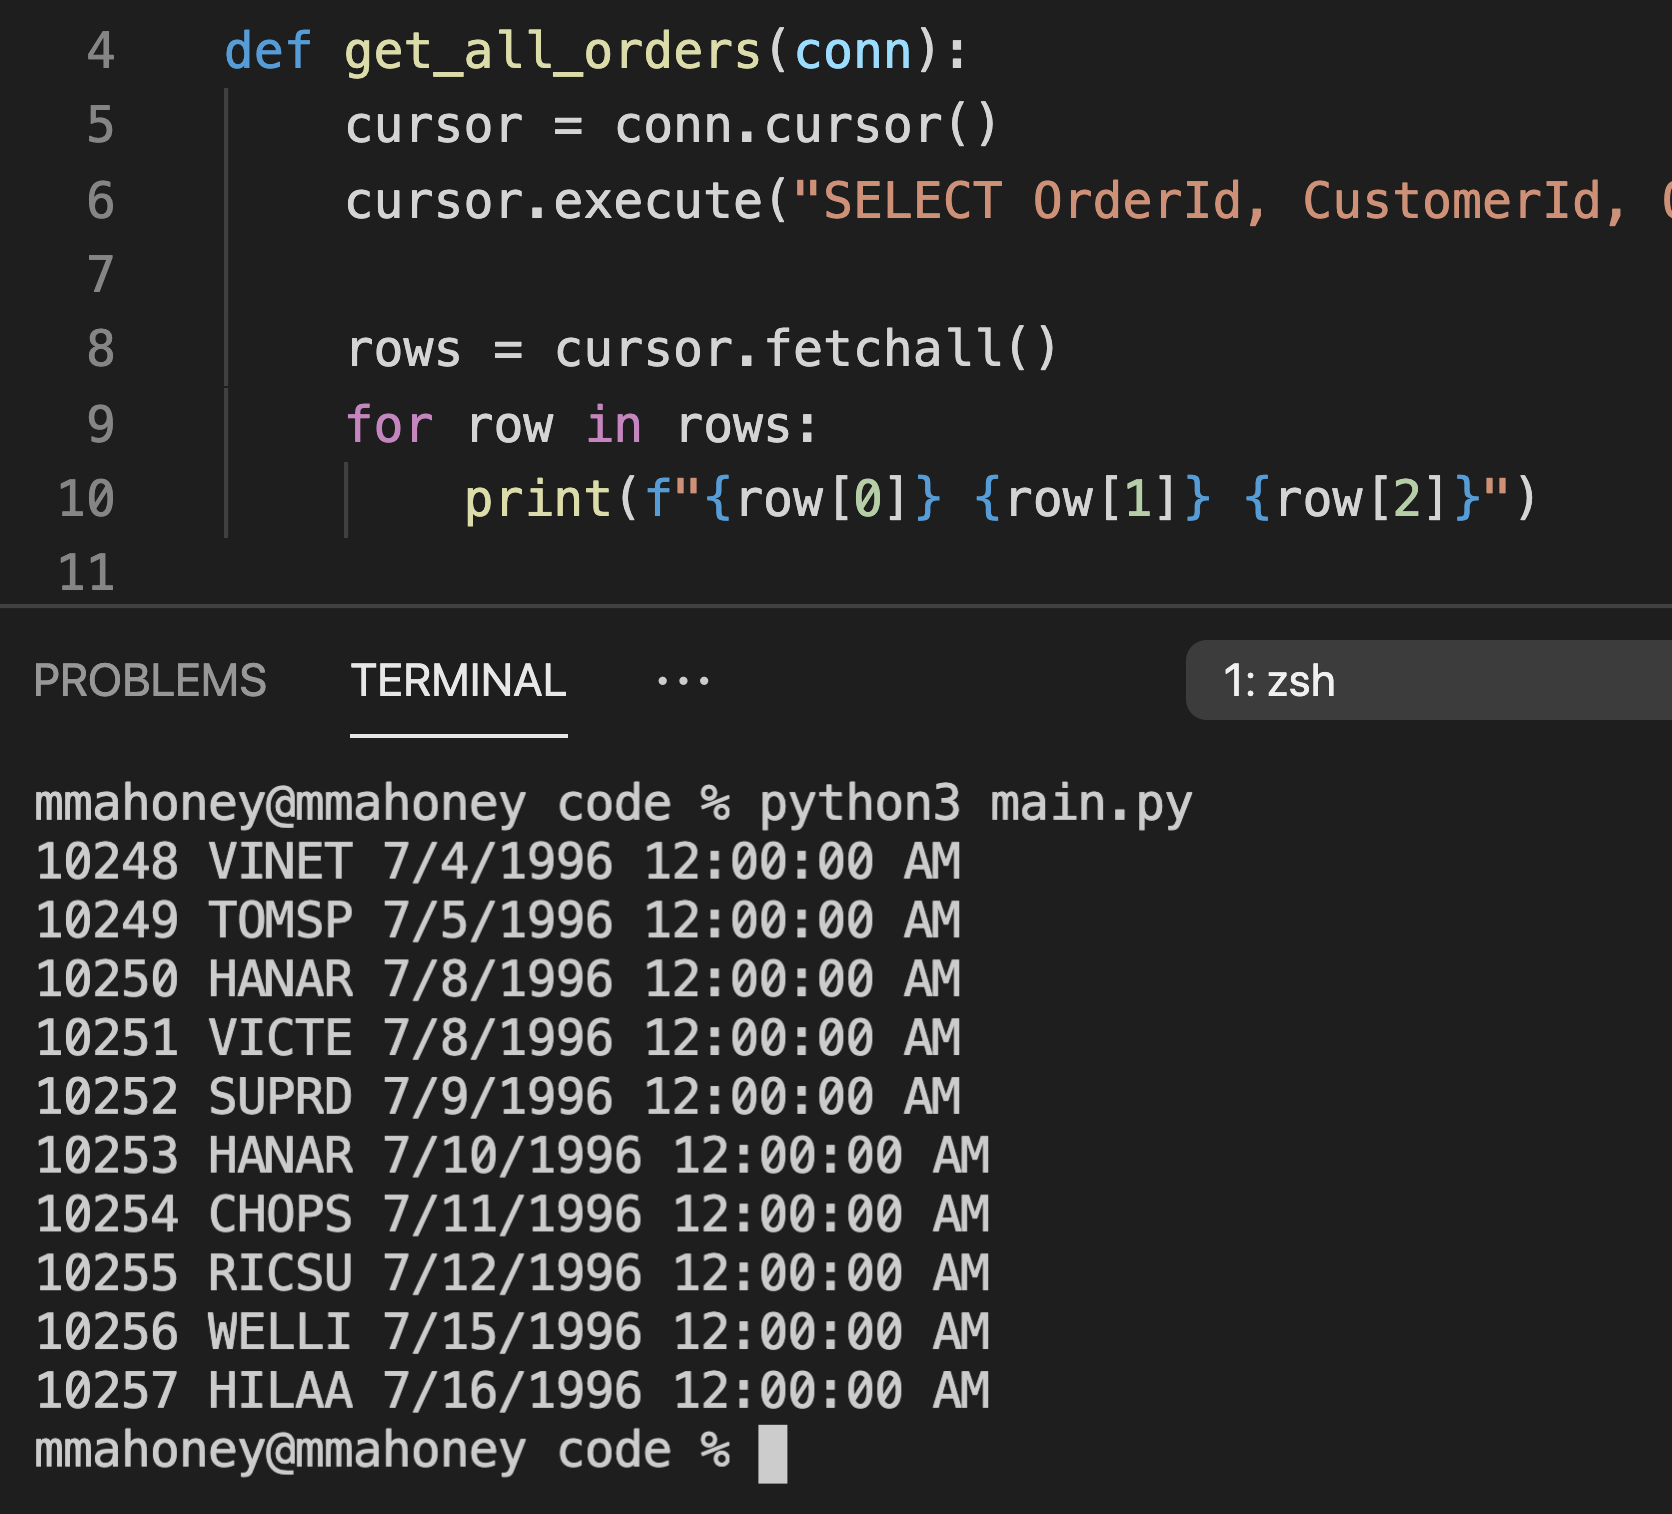 4 def get_all_orders(conn):
5 cursor = conn.cursor()
6 cursor.execute("SELECT OrderId, CustomerId,
7
8 rows = cursor.fetchall()
9 for row in rows:
10 print(f"{row[0]} {row[1]} {row[2]}")
11
PROBLEMS TERMINAL ··· 1: zsh
mmahoney@mmahoney code % python3 main.py
10248 VINET 7/4/1996 12:00:00 AM
10249 TOMSP 7/5/1996 12:00:00 AM
10250 HANAR 7/8/1996 12:00:00 AM
10251 VICTE 7/8/1996 12:00:00 AM
10252 SUPRD 7/9/1996 12:00:00 AM
10253 HANAR 7/10/1996 12:00:00 AM
10254 CHOPS 7/11/1996 12:00:00 AM
10255 RICSU 7/12/1996 12:00:00 AM
10256 WELLI 7/15/1996 12:00:00 AM
10257 HILAA 7/16/1996 12:00:00 AM
mmahoney@mmahoney code %